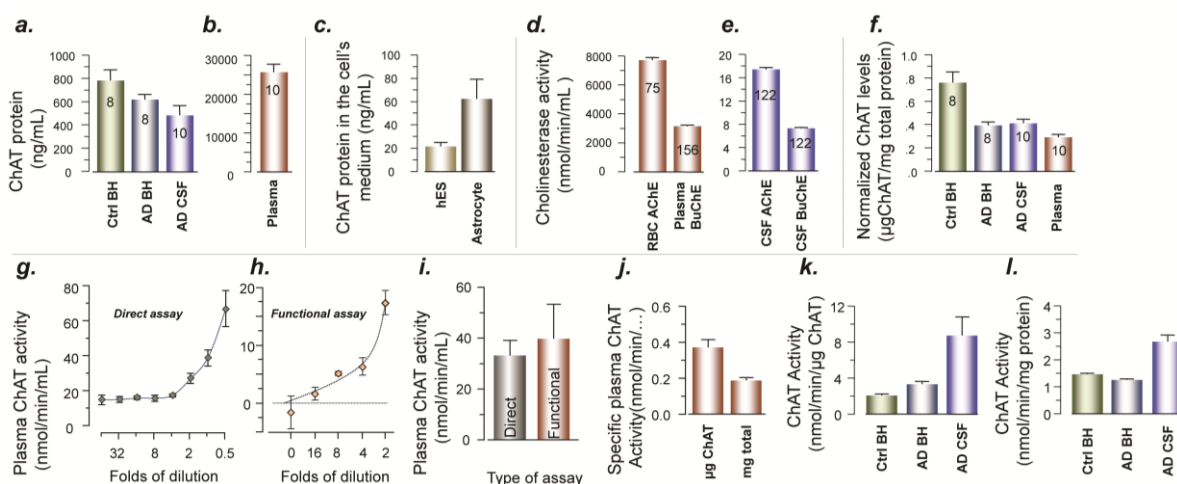 a.
ChAT protein
(ng/mL)
1000
800
600
400
200
0
8
8
10
Ctrl BH
AD BH
AD CSF
b.
30000
20000
10000
0
10
Plasma
c.
ChAT protein in the cell's
medium (ng/mL)
100
80
60
40
20
0
hES
Astrocyte
d.
Cholinesterase activity
(nmol/min/mL )
8000
6000
4000
2000
0
75
156
RBC AChE
Plasma
BuChE
e.
20
16
12
8
4
0
122
122
CSF AChE
CSF BuChE
f.
Normalized ChAT levels
(µgChAT/mg total protein)
1.0
.8
.6
.4
.2
.0
8
8
10
10
Ctrl BH
AD BH
AD CSF
Plasma
g.
Plasma ChAT activity
(nmol/min/mL)
80
60
40
20
0
Direct assay
32
8
2
0.5
Folds of dilution
h.
20
10
0
Functional assay
0
16
8
4
2
Folds of dilution
i.
Plasma ChAT activity
(nmol/min/mL)
60
40
20
0
Direct
Functional
Type of assay
j.
Specific plasma ChAT
Activity(nmol/min/...)
0.6
0.4
0.2
0.0
µg ChAT
mg total
k.
ChAT Activity
(nmol/min/µg ChAT)
12
10
8
6
4
2
0
Ctrl BH
AD BH
AD CSF
l.
ChAT Activity
(nmol/min/mg protein)
4
3
2
1
0
Ctrl BH
AD BH
AD CSF